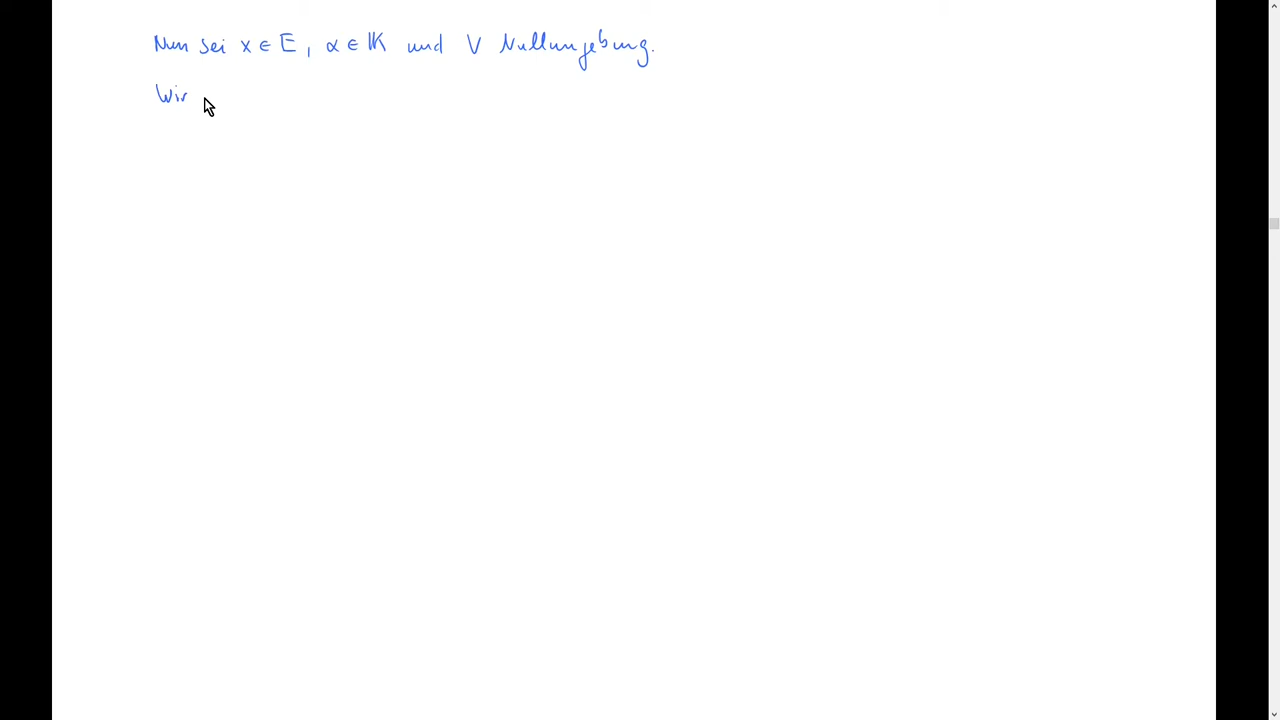 Nun sei x ∈ E, α ∈ 𝕂 und V Nullumgebung.
Wir